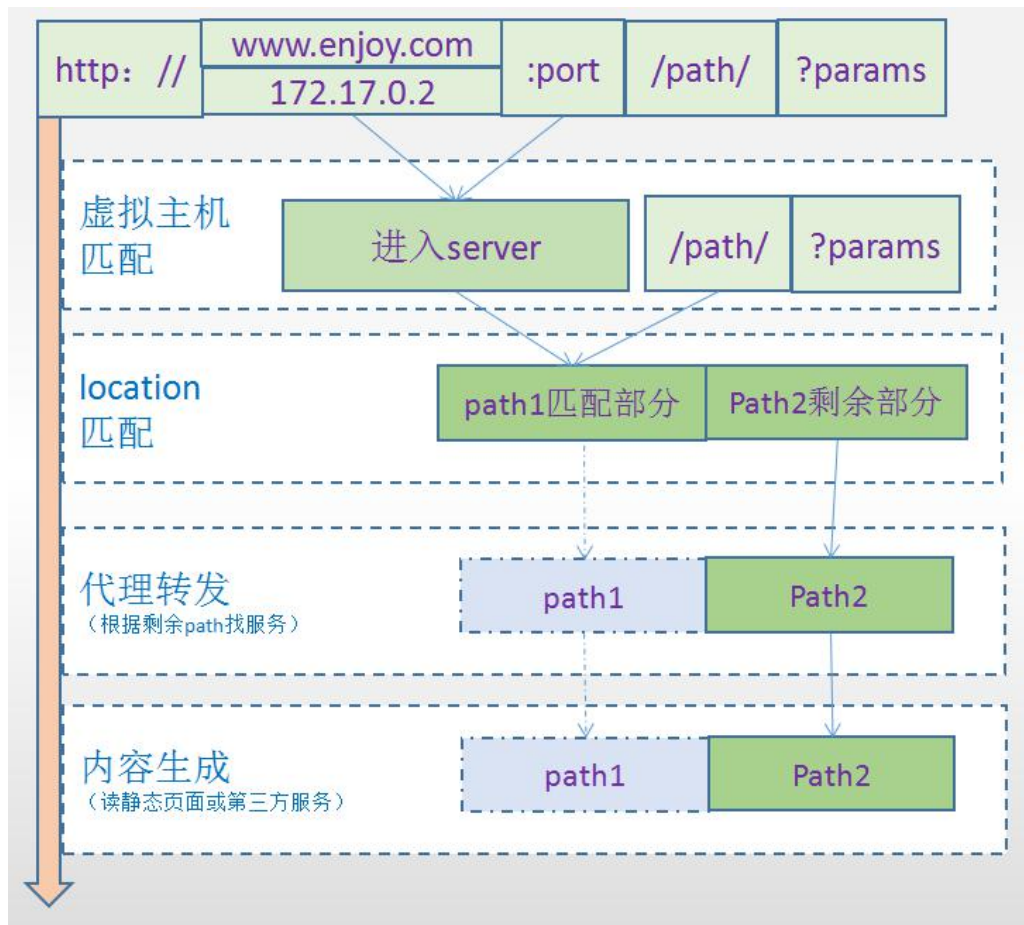 http：//
www.enjoy.com
172.17.0.2
:port
/path/
?params
虚拟主机
匹配
进入server
/path/
?params
location
匹配
path1匹配部分
Path2剩余部分
代理转发
（根据剩余path找服务）
path1
Path2
内容生成
（读静态页面或第三方服务）
path1
Path2